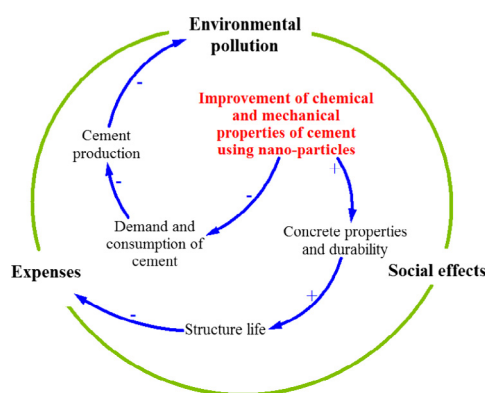 Environmental
pollution
Improvement of chemical
and mechanical
properties of cement
using nano-particles
-
Cement
production
+
-
-
Demand and
consumption of
cement
Concrete properties
and durability
Expenses
Social effects
+
-
Structure life